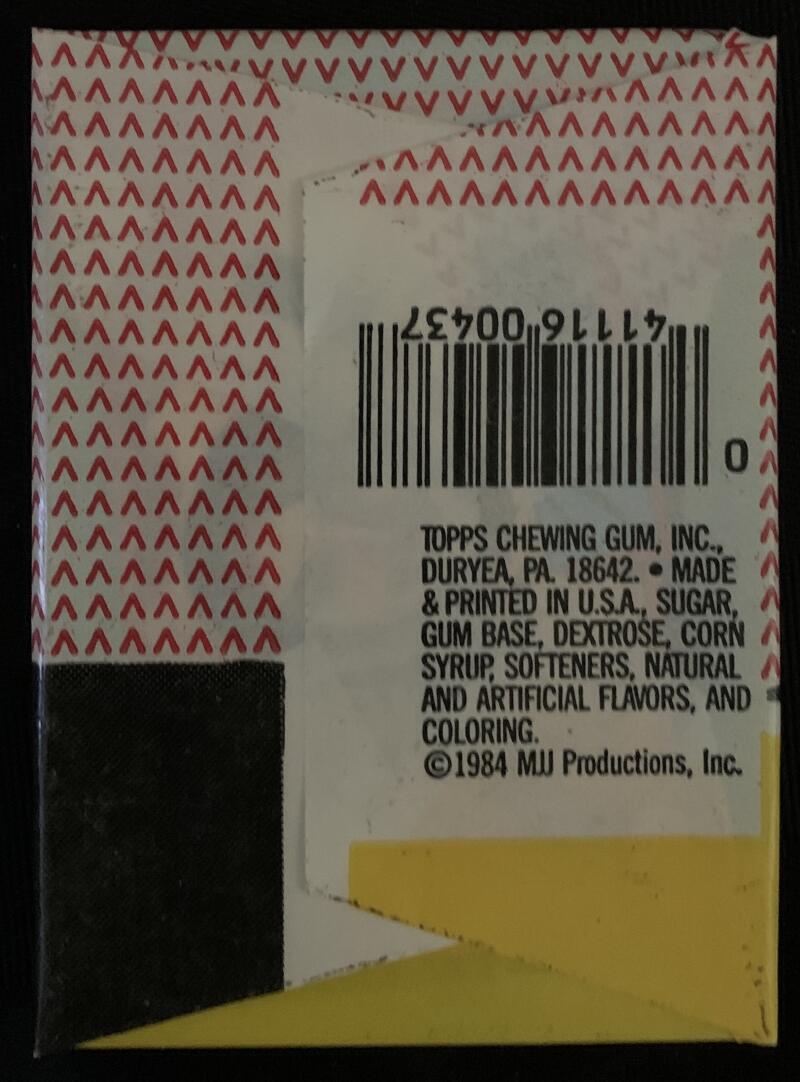 41116 00437
0
TOPPS CHEWING GUM, INC.,
DURYEA, PA. 18642. • MADE
& PRINTED IN U.S.A., SUGAR,
GUM BASE, DEXTROSE, CORN
SYRUP, SOFTENERS, NATURAL
AND ARTIFICIAL FLAVORS, AND
COLORING.
©1984 MJJ Productions, Inc.